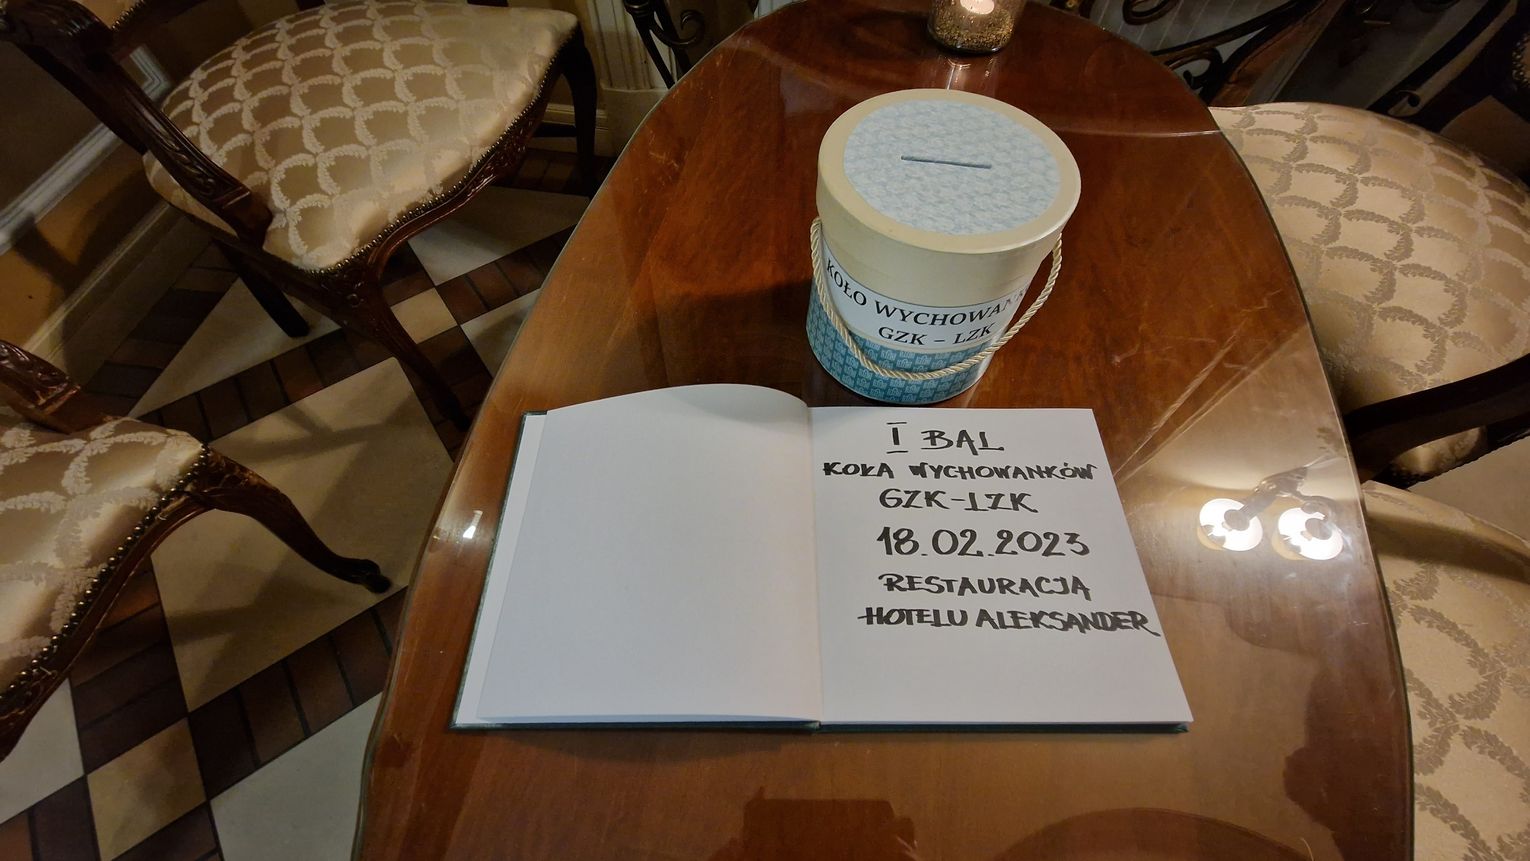 KOŁO WYCHOWAN
GZK - LZK
I BAL
KOŁA WYCHOWANKÓW
GZK-LZK
18.02.2023
RESTAURACJA
HOTELU ALEKSANDER